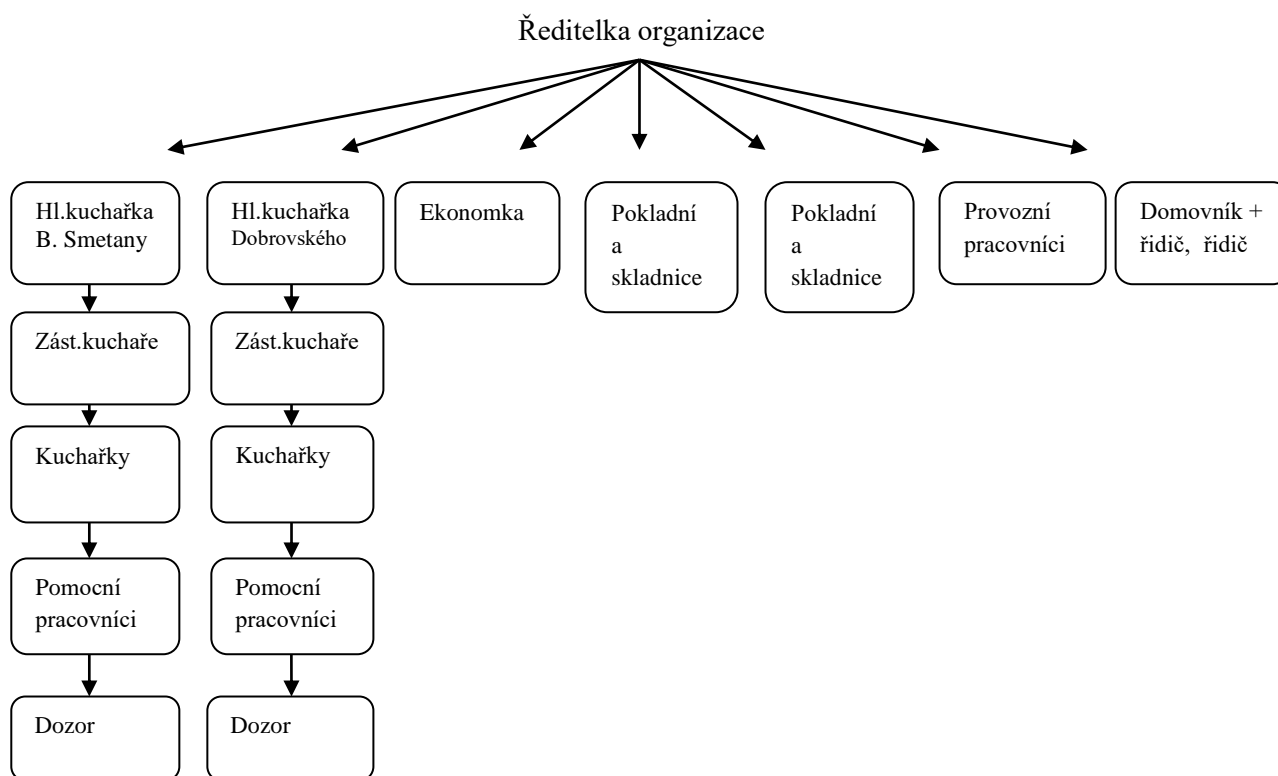 Ředitelka organizace
Hl.kuchařka
B. Smetany
Hl.kuchařka
Dobrovského
Ekonomka
Pokladní
a
skladnice
Pokladní
a
skladnice
Provozní
pracovníci
Domovník +
řidič, řidič
Zást.kuchaře
Zást.kuchaře
Kuchařky
Kuchařky
Pomocní
pracovníci
Pomocní
pracovníci
Dozor
Dozor